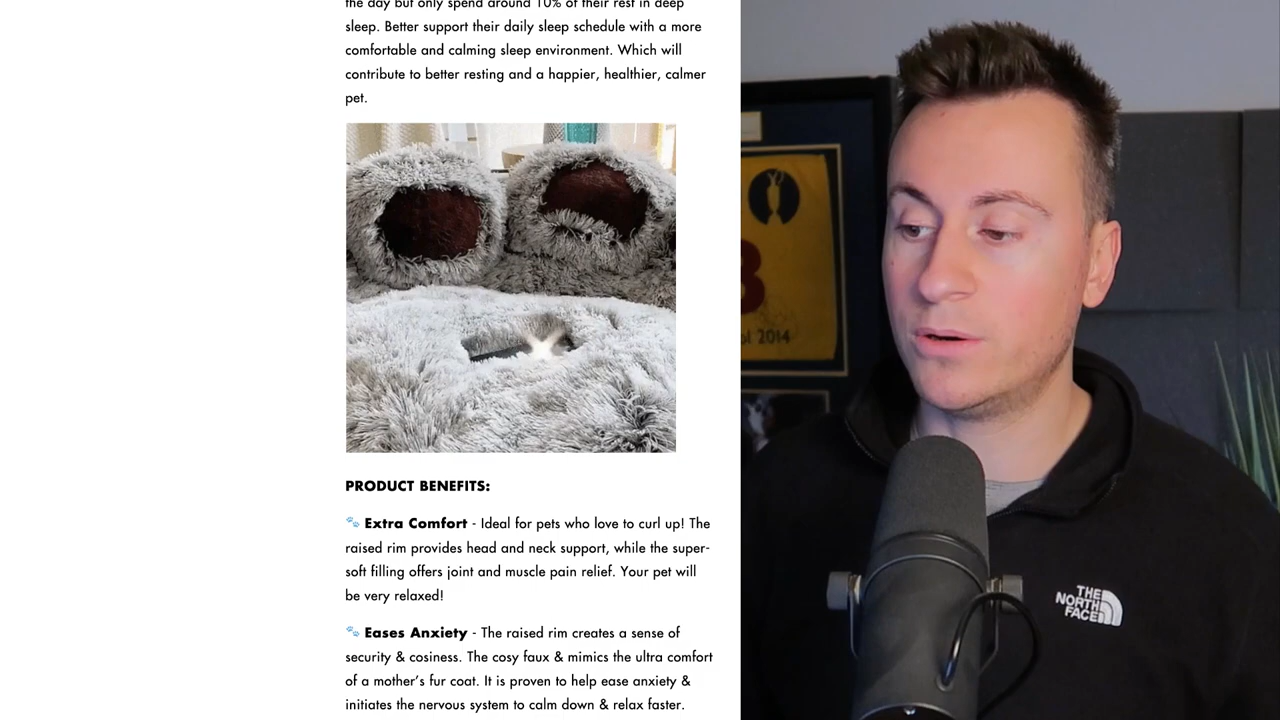 the day but only spend around 10% of their rest in deep
sleep. Better support their daily sleep schedule with a more
comfortable and calming sleep environment. Which will
contribute to better resting and a happier, healthier, calmer
pet.
PRODUCT BENEFITS:
🐾 Extra Comfort - Ideal for pets who love to curl up! The
raised rim provides head and neck support, while the super-
soft filling offers joint and muscle pain relief. Your pet will
be very relaxed!
🐾 Eases Anxiety - The raised rim creates a sense of
security & cosiness. The cosy faux & mimics the ultra comfort
of a mother's fur coat. It is proven to help ease anxiety &
initiates the nervous system to calm down & relax faster.
2014
THE
NORTH
FACE